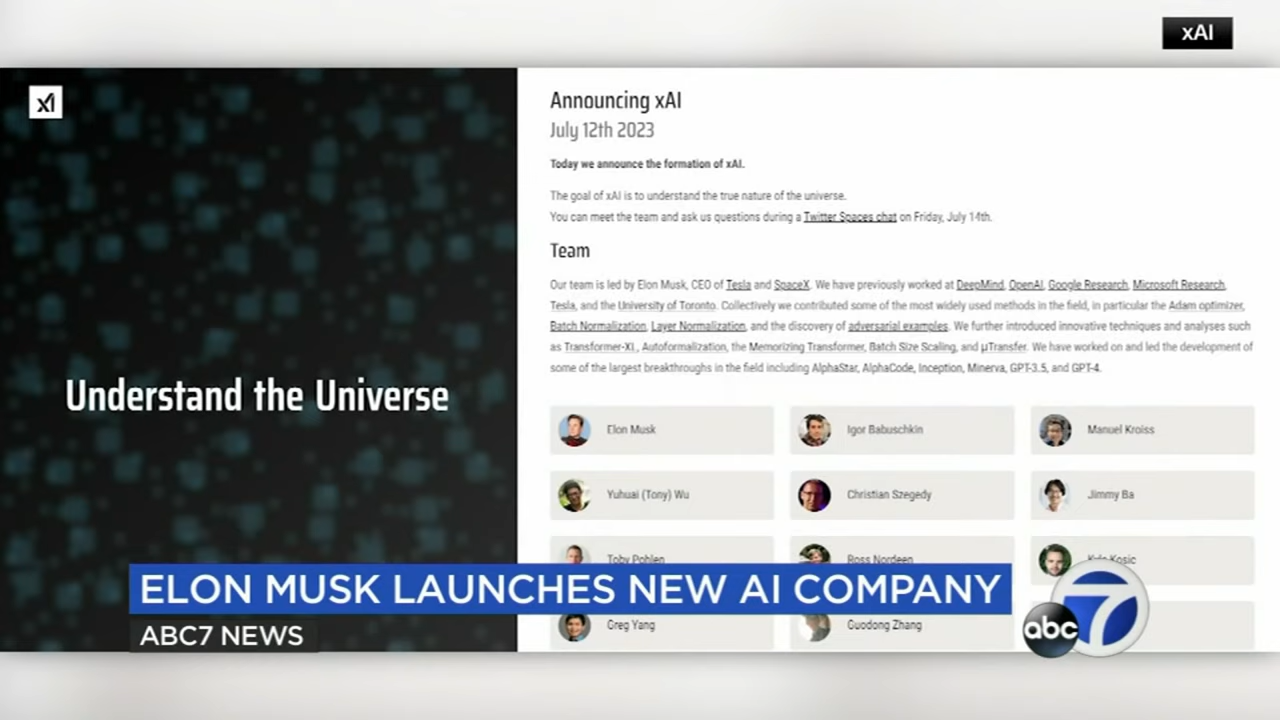 xAI
xI
Announcing xAI
July 12th 2023
Today we announce the formation of xAI.
The goal of xAI is to understand the true nature of the universe.
You can meet the team and ask us questions during a Twitter Spaces chat on Friday, July 14th.
Team
Our team is led by Elon Musk, CEO of Tesla and SpaceX. We have previously worked at DeepMind, OpenAI, Google Research, Microsoft Research,
Tesla, and the University of Toronto. Collectively we contributed some of the most widely used methods in the field, in particular the Adam optimizer,
Batch Normalization, Layer Normalization, and the discovery of adversarial examples. We further introduced innovative techniques and analyses such
as Transformer-XL, Autoformalization, the Memorizing Transformer, Batch Size Scaling, and μTransfer. We have worked on and led the development of
some of the largest breakthroughs in the field including AlphaStar, AlphaCode, Inception, Minerva, GPT-3.5, and GPT-4.
Understand the Universe
Elon Musk
Igor Babuschkin
Manuel Kroiss
Yuhuai (Tony) Wu
Christian Szegedy
Jimmy Ba
Toby Pohlen
Ross Nordeen
Kyle Kosic
Greg Yang
Guodong Zhang
ELON MUSK LAUNCHES NEW AI COMPANY
ABC7 NEWS
abc 7